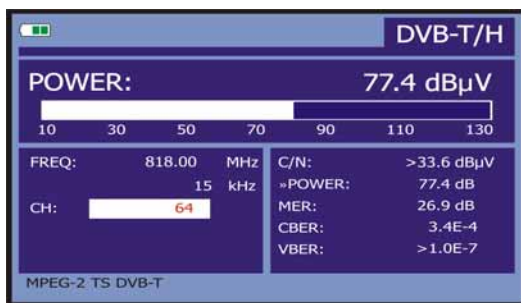 DVB-T/H
POWER: 77.4 dBµV
10 30 50 70 90 110 130
FREQ: 818.00 MHz
15 kHz
CH: 64
C/N: >33.6 dBµV
»POWER: 77.4 dB
MER: 26.9 dB
CBER: 3.4E-4
VBER: >1.0E-7
MPEG-2 TS DVB-T